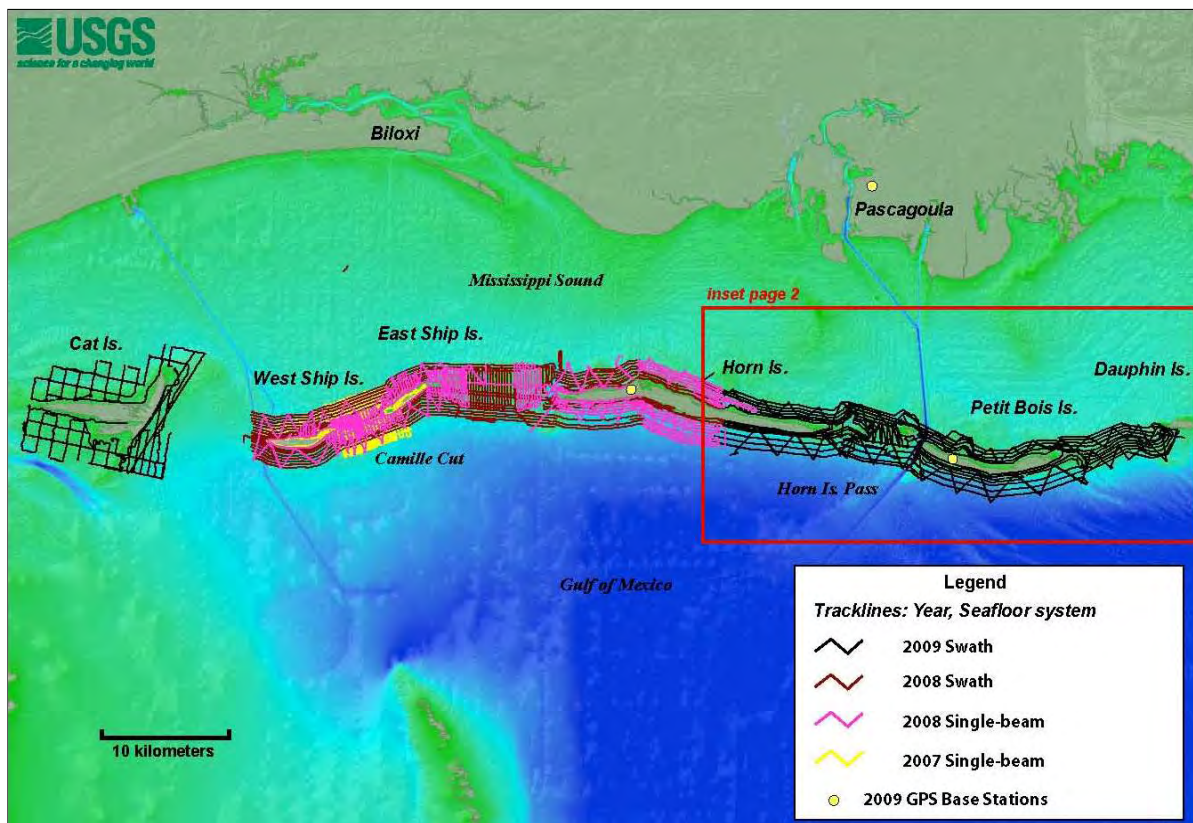 USGS
science for a changing world
Biloxi
Pascagoula
Mississippi Sound
inset page 2
East Ship Is.
Cat Is.
Horn Is.
Dauphin Is.
West Ship Is.
Petit Bois Is.
Camille Cut
Horn Is. Pass
Gulf of Mexico
10 kilometers
Legend
Tracklines: Year, Seafloor system
2009 Swath
2008 Swath
2008 Single-beam
2007 Single-beam
2009 GPS Base Stations